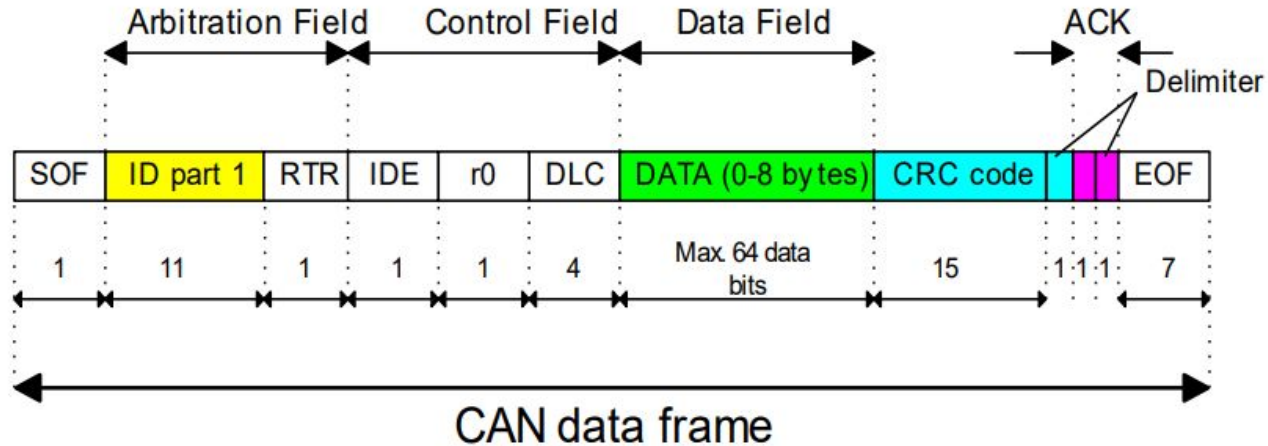 Arbitration Field Control Field Data Field ACK
Delimiter
SOF ID part 1 RTR IDE r0 DLC DATA (0-8 bytes) CRC code EOF
1 11 1 1 1 4 Max. 64 data bits 15 1 1 1 7
CAN data frame